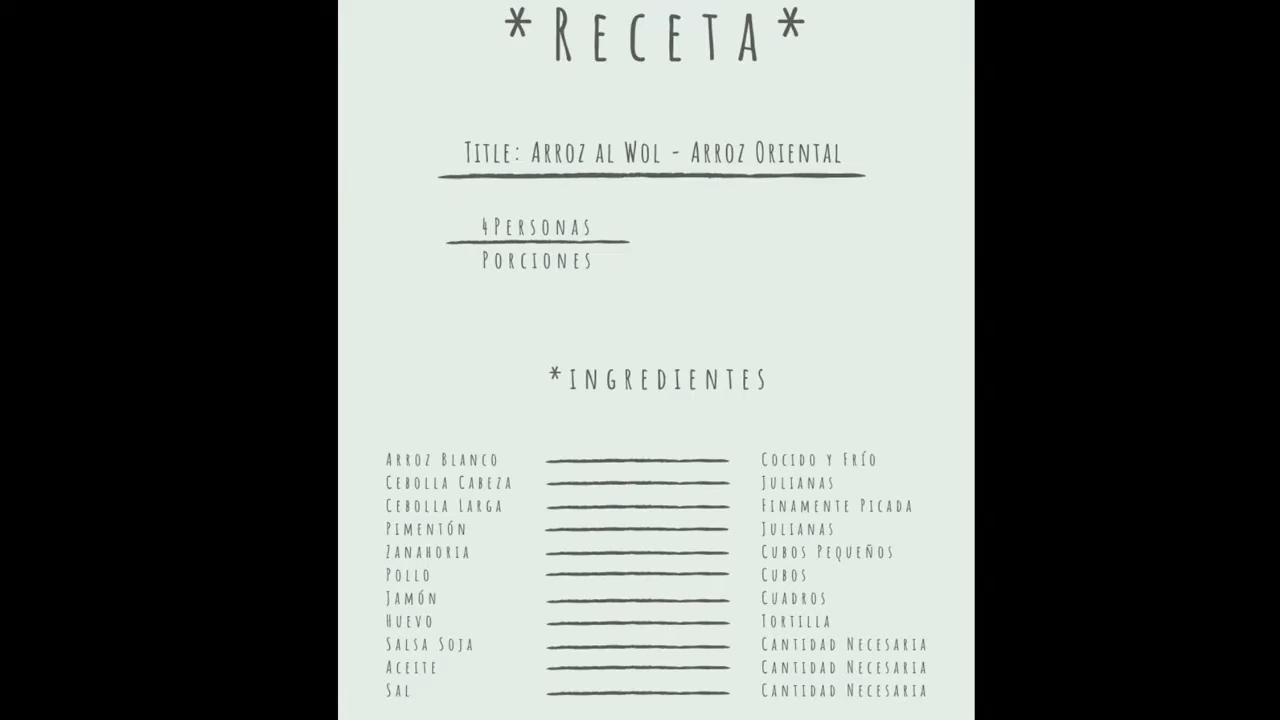 *Receta*
Title: Arroz al Wol - Arroz Oriental
4Personas
Porciones
*ingredientes
Arroz Blanco Cocido y Frío
Cebolla Cabeza Julianas
Cebolla Larga Finamente Picada
Pimentón Julianas
Zanahoria Cubos Pequeños
Pollo Cubos
Jamón Cuadros
Huevo Tortilla
Salsa Soja Cantidad Necesaria
Aceite Cantidad Necesaria
Sal Cantidad Necesaria